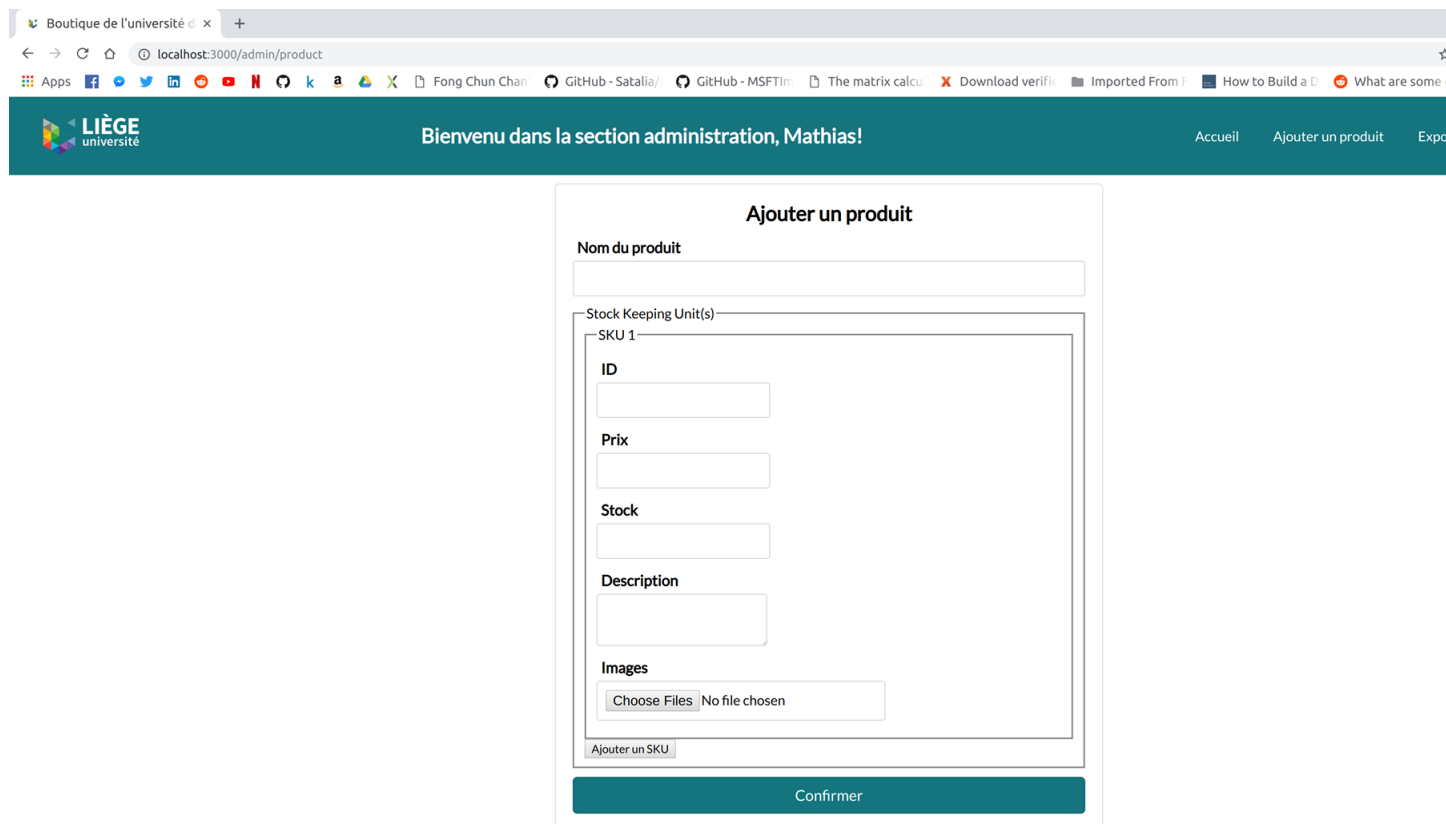 Boutique de l'université d
localhost:3000/admin/product
Apps k a Fong Chun Chan GitHub - Satalia/ GitHub - MSFTIm The matrix calcu Download verific Imported From F How to Build a D What are some
LIÈGE
université
Bienvenu dans la section administration, Mathias!
Accueil Ajouter un produit Expo
Ajouter un produit
Nom du produit
Stock Keeping Unit(s)
SKU 1
ID
Prix
Stock
Description
Images
Choose Files No file chosen
Ajouter un SKU
Confirmer